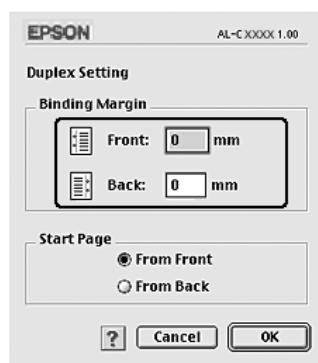 EPSON AL-C XXXX 1.00
Duplex Setting
Binding Margin
Front: 0 mm
Back: 0 mm
Start Page
From Front
From Back
? Cancel OK